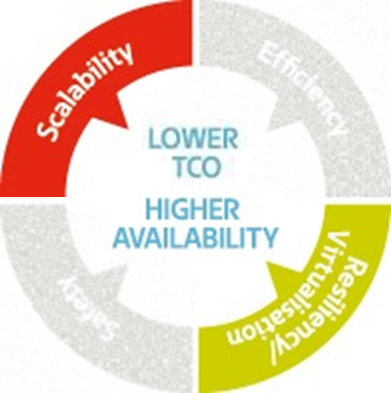 Scalability
Efficiency
LOWER
TCO
HIGHER
AVAILABILITY
Safety
Resiliency/
Virtualisation